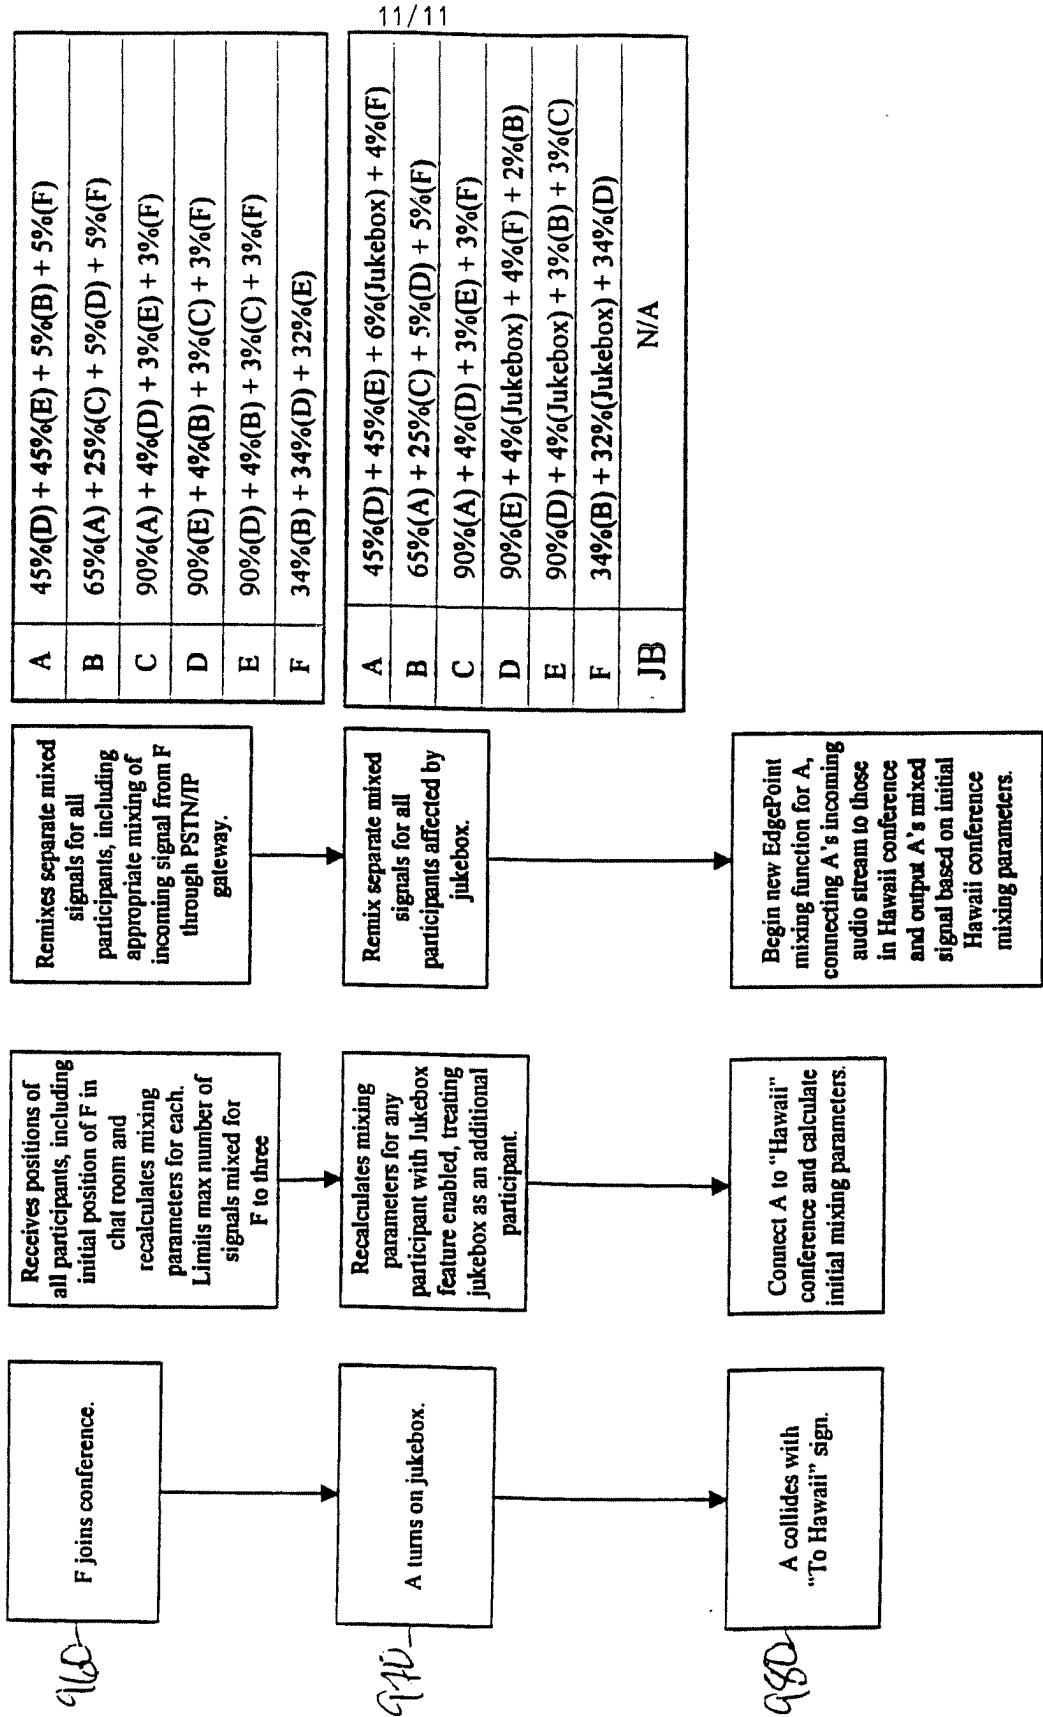 11/11
960
F joins conference.
Receives positions of
all participants, including
initial position of F in
chat room and
recalculates mixing
parameters for each.
Limits max number of
signals mixed for
F to three
Remixes separate mixed
signals for all
participants, including
appropriate mixing of
incoming signal from F
through PSTN/IP
gateway.
A 45%(D) + 45%(E) + 5%(B) + 5%(F)
B 65%(A) + 25%(C) + 5%(D) + 5%(F)
C 90%(A) + 4%(D) + 3%(E) + 3%(F)
D 90%(E) + 4%(B) + 3%(C) + 3%(F)
E 90%(D) + 4%(B) + 3%(C) + 3%(F)
F 34%(B) + 34%(D) + 32%(E)
970
A turns on jukebox.
Recalculates mixing
parameters for any
participant with Jukebox
feature enabled, treating
jukebox as an additional
participant.
Remix separate mixed
signals for all
participants affected by
jukebox.
A 45%(D) + 45%(E) + 6%(Jukebox) + 4%(F)
B 65%(A) + 25%(C) + 5%(D) + 5%(F)
C 90%(A) + 4%(D) + 3%(E) + 3%(F)
D 90%(E) + 4%(Jukebox) + 4%(F) + 2%(B)
E 90%(D) + 4%(Jukebox) + 3%(B) + 3%(C)
F 34%(B) + 32%(Jukebox) + 34%(D)
JB N/A
980
A collides with
"To Hawaii" sign.
Connect A to "Hawaii"
conference and calculate
initial mixing parameters.
Begin new EdgePoint
mixing function for A,
connecting A's incoming
audio stream to those
in Hawaii conference
and output A's mixed
signal based on initial
Hawaii conference
mixing parameters.